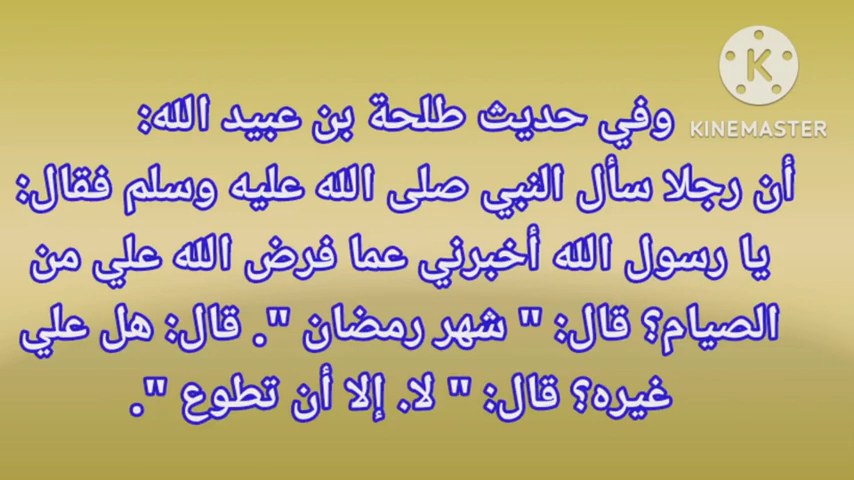 KINEMASTER
وفي حديث طلحة بن عبيد الله:
أن رجلا سأل النبي صلى الله عليه وسلم فقال:
يا رسول الله أخبرني عما فرض الله علي من
الصيام؟ قال: " شهر رمضان ". قال: هل علي
غيره؟ قال: " لا. إلا أن تطوع ".